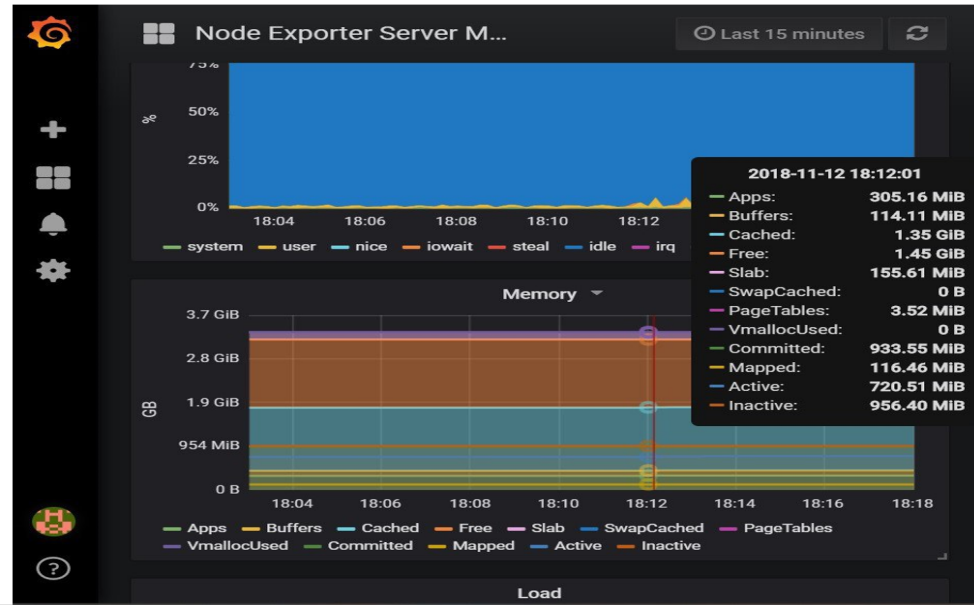 Node Exporter Server M...
Last 15 minutes
75%
50%
25%
0%
%
18:04 18:06 18:08 18:10 18:12
system user nice iowait steal idle irq
2018-11-12 18:12:01
Apps: 305.16 MiB
Buffers: 114.11 MiB
Cached: 1.35 GiB
Free: 1.45 GiB
Slab: 155.61 MiB
SwapCached: 0 B
PageTables: 3.52 MiB
VmallocUsed: 0 B
Committed: 933.55 MiB
Mapped: 116.46 MiB
Active: 720.51 MiB
Inactive: 956.40 MiB
Memory
3.7 GiB
2.8 GiB
1.9 GiB
954 MiB
0 B
GB
18:04 18:06 18:08 18:10 18:12 18:14 18:16 18:18
Apps Buffers Cached Free Slab SwapCached PageTables
VmallocUsed Committed Mapped Active Inactive
?
Load